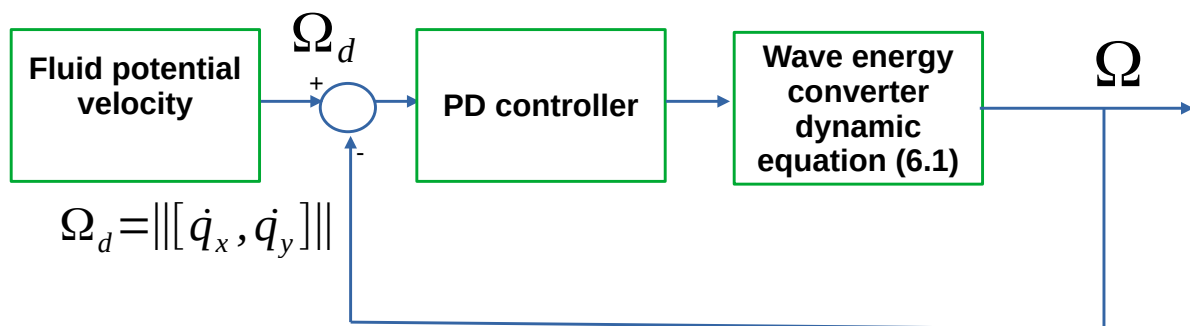 Fluid potential
velocity
Ω_d
+
-
PD controller
Wave energy
converter
dynamic
equation (6.1)
Ω
Ω_d=‖[q̇_x,q̇_y]‖